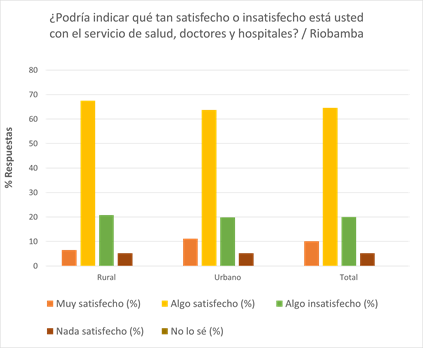 ¿Podría indicar qué tan satisfecho o insatisfecho está usted
con el servicio de salud, doctores y hospitales? / Riobamba
% Respuestas
80
70
60
50
40
30
20
10
0
Rural Urbano Total
Muy satisfecho (%) Algo satisfecho (%) Algo insatisfecho (%)
Nada satisfecho (%) No lo sé (%)